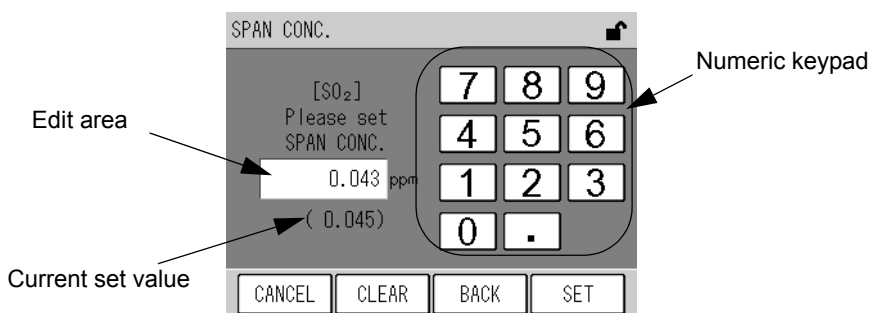 SPAN CONC.
Numeric keypad
[SO₂]
Please set
SPAN CONC.
Edit area
0.043 ppm
( 0.045)
Current set value
7 8 9
4 5 6
1 2 3
0 .
CANCEL CLEAR BACK SET